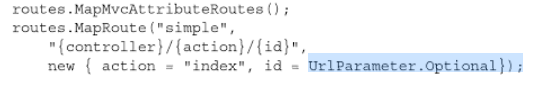 routes.MapMvcAttributeRoutes();
routes.MapRoute("simple",
"{controller}/{action}/{id}",
new { action = "index", id = UrlParameter.Optional});